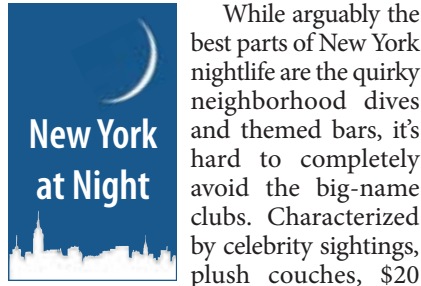 New York
at Night
While arguably the
best parts of New York
nightlife are the quirky
neighborhood dives
and themed bars, it's
hard to completely
avoid the big-name
clubs. Characterized
by celebrity sightings,
plush couches, $20